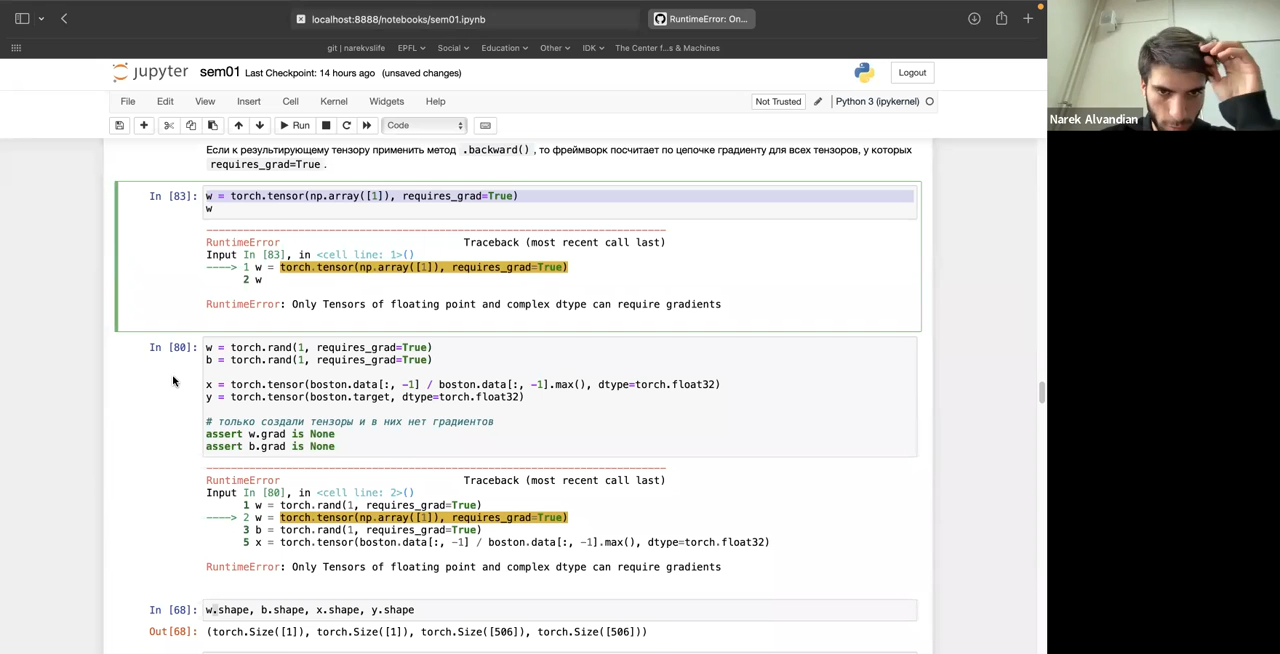 localhost:8888/notebooks/sem01.ipynb
RuntimeError: On...
git | narekvslife EPFL Social Education Other IDK The Center f...s & Machines
jupyter sem01 Last Checkpoint: 14 hours ago (unsaved changes)
Logout
File Edit View Insert Cell Kernel Widgets Help
Not Trusted Python 3 (ipykernel)
Run Code
Narek Alvandian
Если к результирующему тензору применить метод .backward(), то фреймворк посчитает по цепочке градиенту для всех тензоров, у которых
requires_grad=True.
In [83]: w = torch.tensor(np.array([1]), requires_grad=True)
w
RuntimeError Traceback (most recent call last)
Input In [83], in <cell line: 1>()
----> 1 w = torch.tensor(np.array([1]), requires_grad=True)
2 w
RuntimeError: Only Tensors of floating point and complex dtype can require gradients
In [80]: w = torch.rand(1, requires_grad=True)
b = torch.rand(1, requires_grad=True)
x = torch.tensor(boston.data[:, -1] / boston.data[:, -1].max(), dtype=torch.float32)
y = torch.tensor(boston.target, dtype=torch.float32)
# только создали тензоры и в них нет градиентов
assert w.grad is None
assert b.grad is None
RuntimeError Traceback (most recent call last)
Input In [80], in <cell line: 2>()
1 w = torch.rand(1, requires_grad=True)
----> 2 w = torch.tensor(np.array([1]), requires_grad=True)
3 b = torch.rand(1, requires_grad=True)
5 x = torch.tensor(boston.data[:, -1] / boston.data[:, -1].max(), dtype=torch.float32)
RuntimeError: Only Tensors of floating point and complex dtype can require gradients
In [68]: w.shape, b.shape, x.shape, y.shape
Out[68]: (torch.Size([1]), torch.Size([1]), torch.Size([506]), torch.Size([506]))